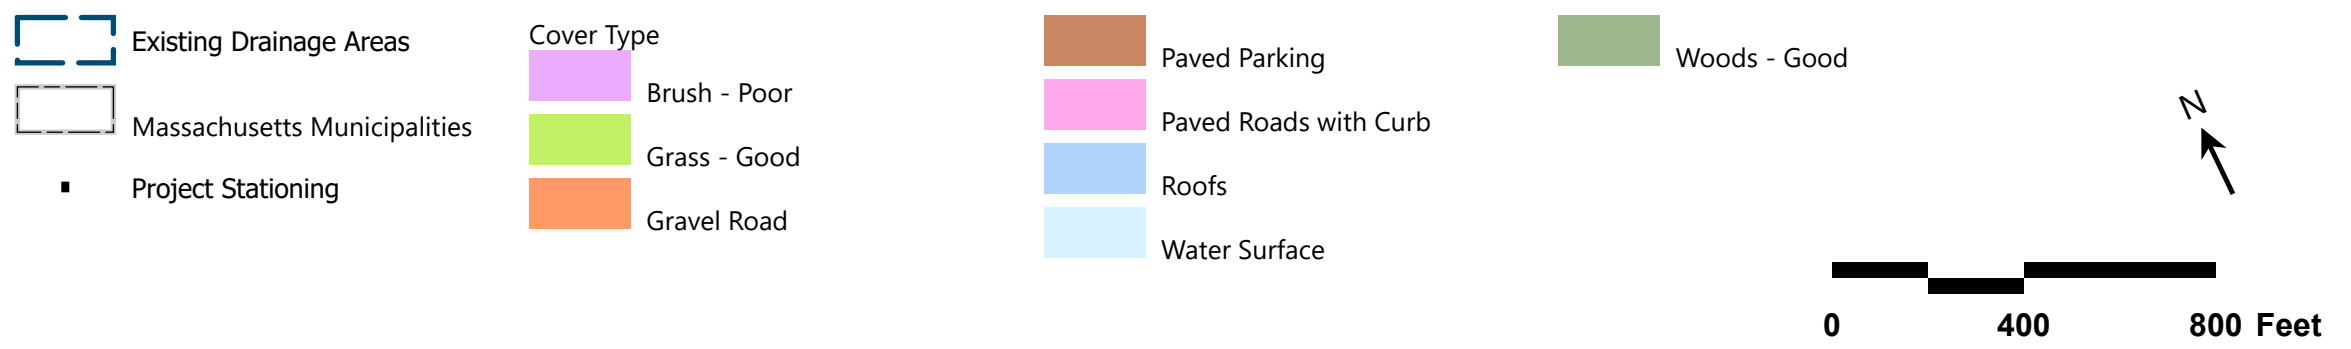 Existing Drainage Areas
Massachusetts Municipalities
Project Stationing
Cover Type
Brush - Poor
Grass - Good
Gravel Road
Paved Parking
Paved Roads with Curb
Roofs
Water Surface
Woods - Good
N
0 400 800 Feet